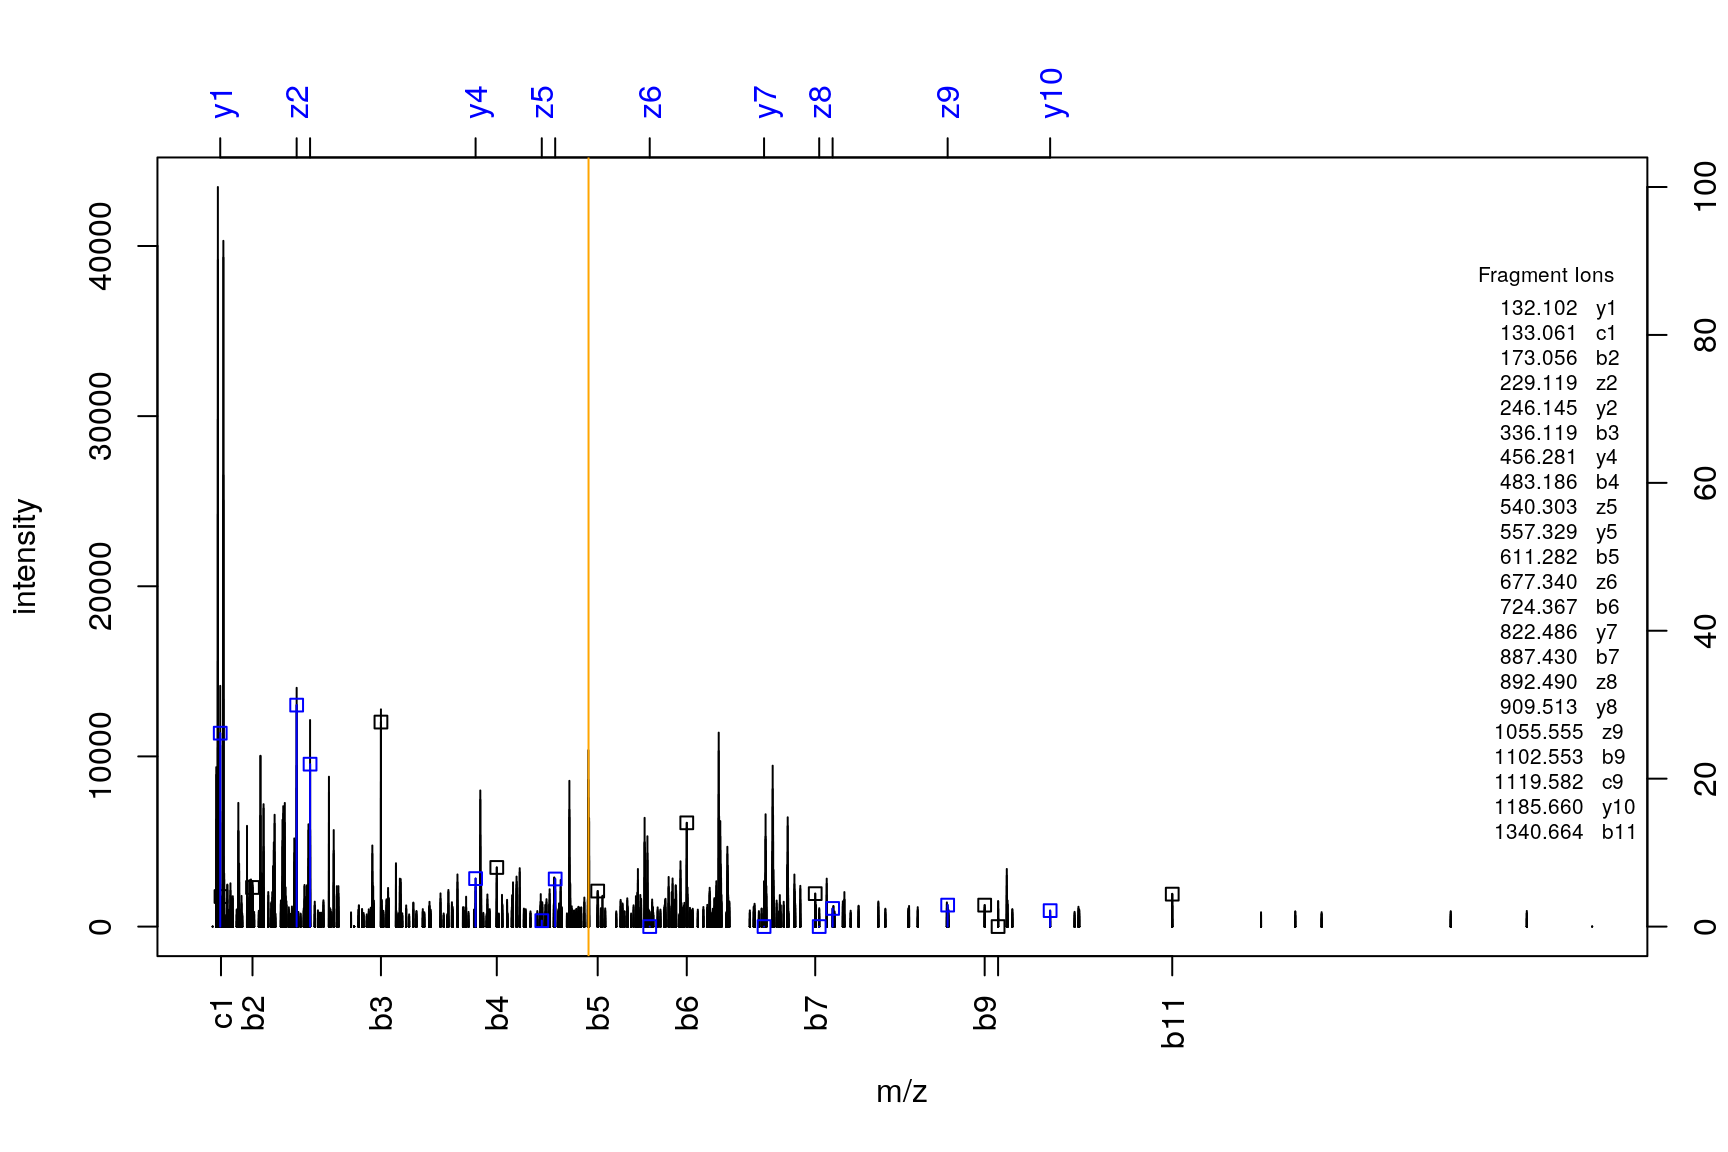 y1 z2 y4 z5 z6 y7 z8 z9 y10
intensity
0 10000 20000 30000 40000
0 20 40 60 80 100
Fragment Ions
132.102 y1
133.061 c1
173.056 b2
229.119 z2
246.145 y2
336.119 b3
456.281 y4
483.186 b4
540.303 z5
557.329 y5
611.282 b5
677.340 z6
724.367 b6
822.486 y7
887.430 b7
892.490 z8
909.513 y8
1055.555 z9
1102.553 b9
1119.582 c9
1185.660 y10
1340.664 b11
c1 b2 b3 b4 b5 b6 b7 b9 b11
m/z